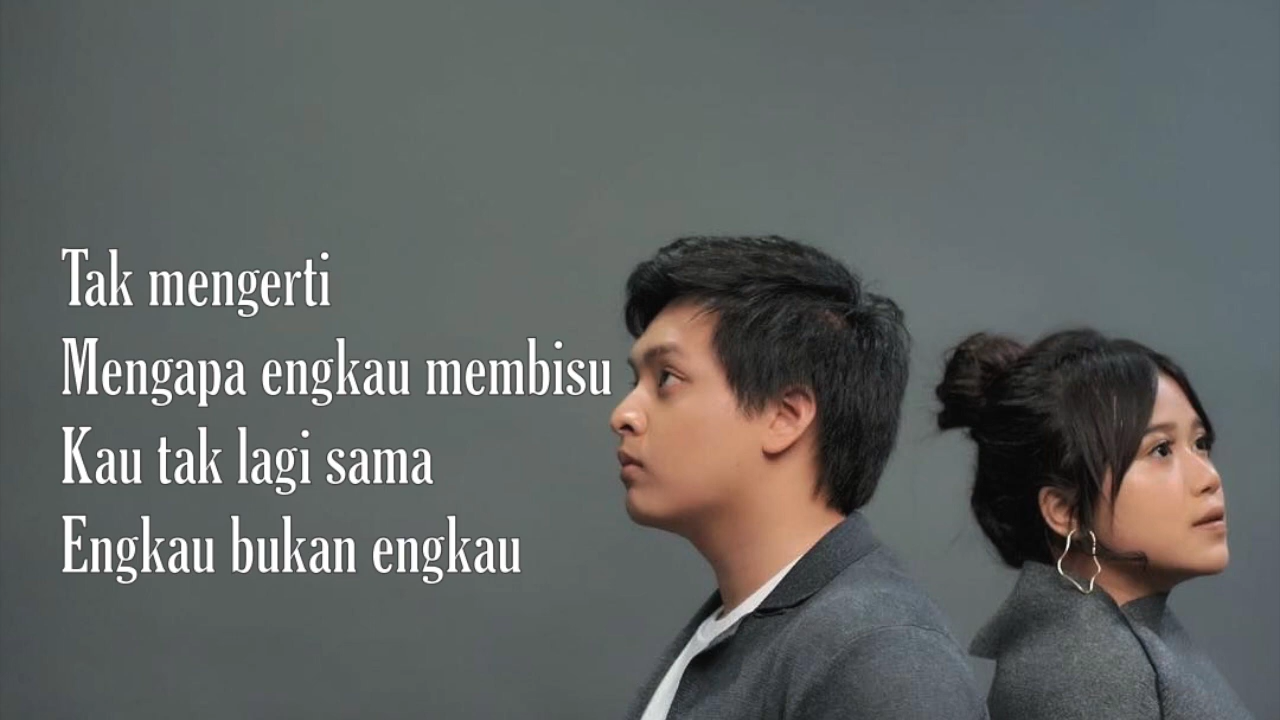 Tak mengerti
Mengapa engkau membisu
Kau tak lagi sama
Engkau bukan engkau